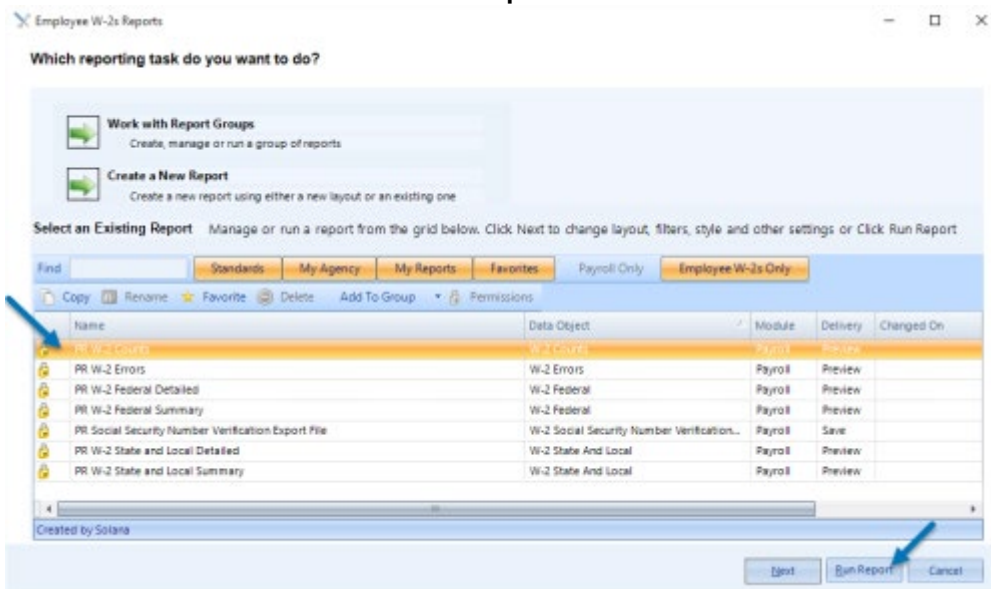 Employee W-2s Reports
Which reporting task do you want to do?
Work with Report Groups
Create, manage or run a group of reports
Create a New Report
Create a new report using either a new layout or an existing one
Select an Existing Report Manage or run a report from the grid below. Click Next to change layout, filters, style and other settings or Click Run Report
Find Standards My Agency My Reports Favorites Payroll Only Employee W-2s Only
Copy Rename Favorite Delete Add To Group Permissions
Name Data Object Module Delivery Changed On
PR W-2 Counts W-2 Counts Payroll Preview
PR W-2 Errors W-2 Errors Payroll Preview
PR W-2 Federal Detailed W-2 Federal Payroll Preview
PR W-2 Federal Summary W-2 Federal Payroll Preview
PR Social Security Number Verification Export File W-2 Social Security Number Verification... Payroll Save
PR W-2 State and Local Detailed W-2 State And Local Payroll Preview
PR W-2 State and Local Summary W-2 State And Local Payroll Preview
Created by Solana
Next Run Report Cancel